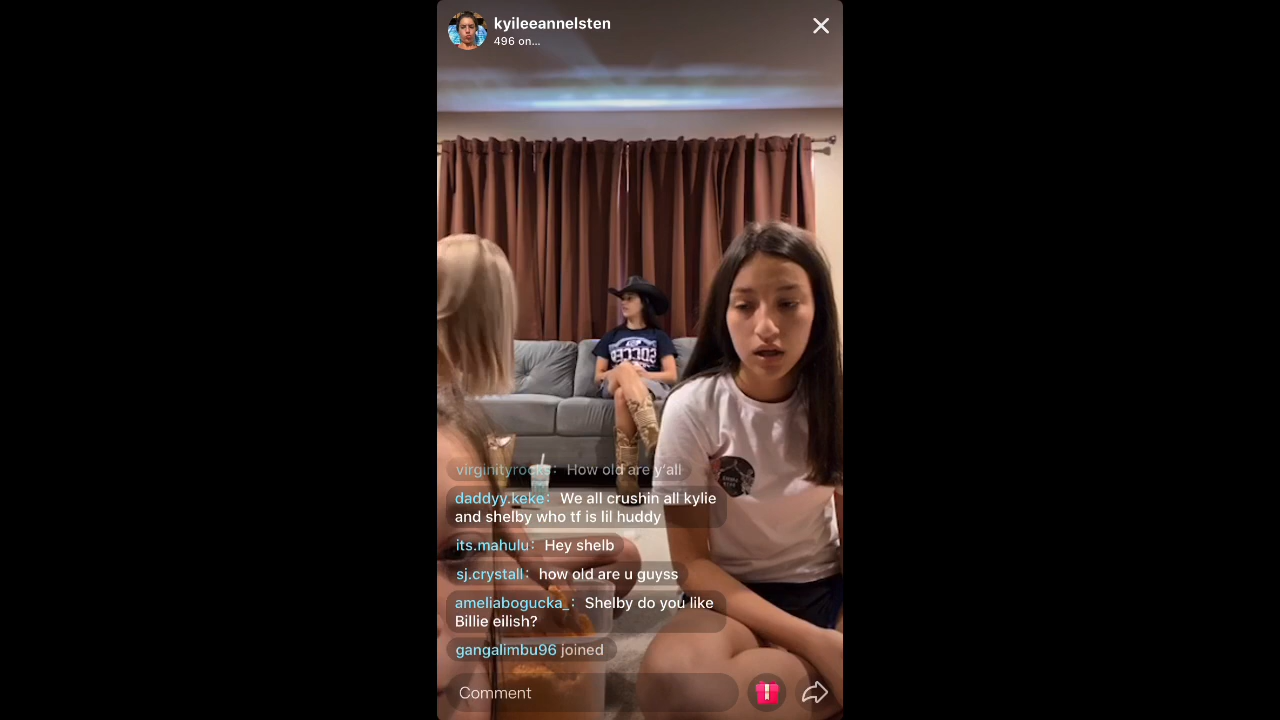 kyileeannelsten
496 on...
SOCCER
virginityrocks: How old are y'all
daddyy.keke: We all crushin all kylie
and shelby who tf is lil huddy
its.mahulu: Hey shelb
sj.crystall: how old are u guyss
ameliabogucka_: Shelby do you like
Billie eilish?
gangalimbu96 joined
Comment